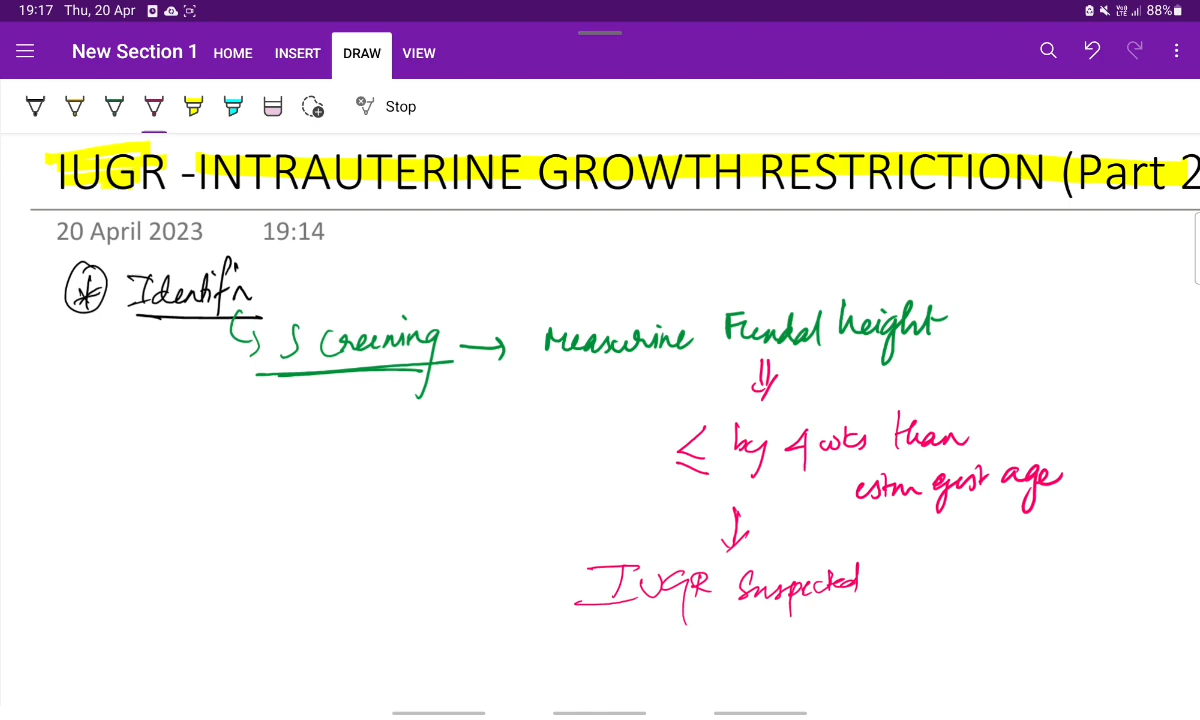 19:17 Thu, 20 Apr 88%
New Section 1 HOME INSERT DRAW VIEW
Stop
IUGR -INTRAUTERINE GROWTH RESTRICTION (Part 2
20 April 2023 19:14
Identifn
Screening → Measurine Fundal height
⇓
≤ by 4 wks than
estm gest age
↓
IUGR Suspected